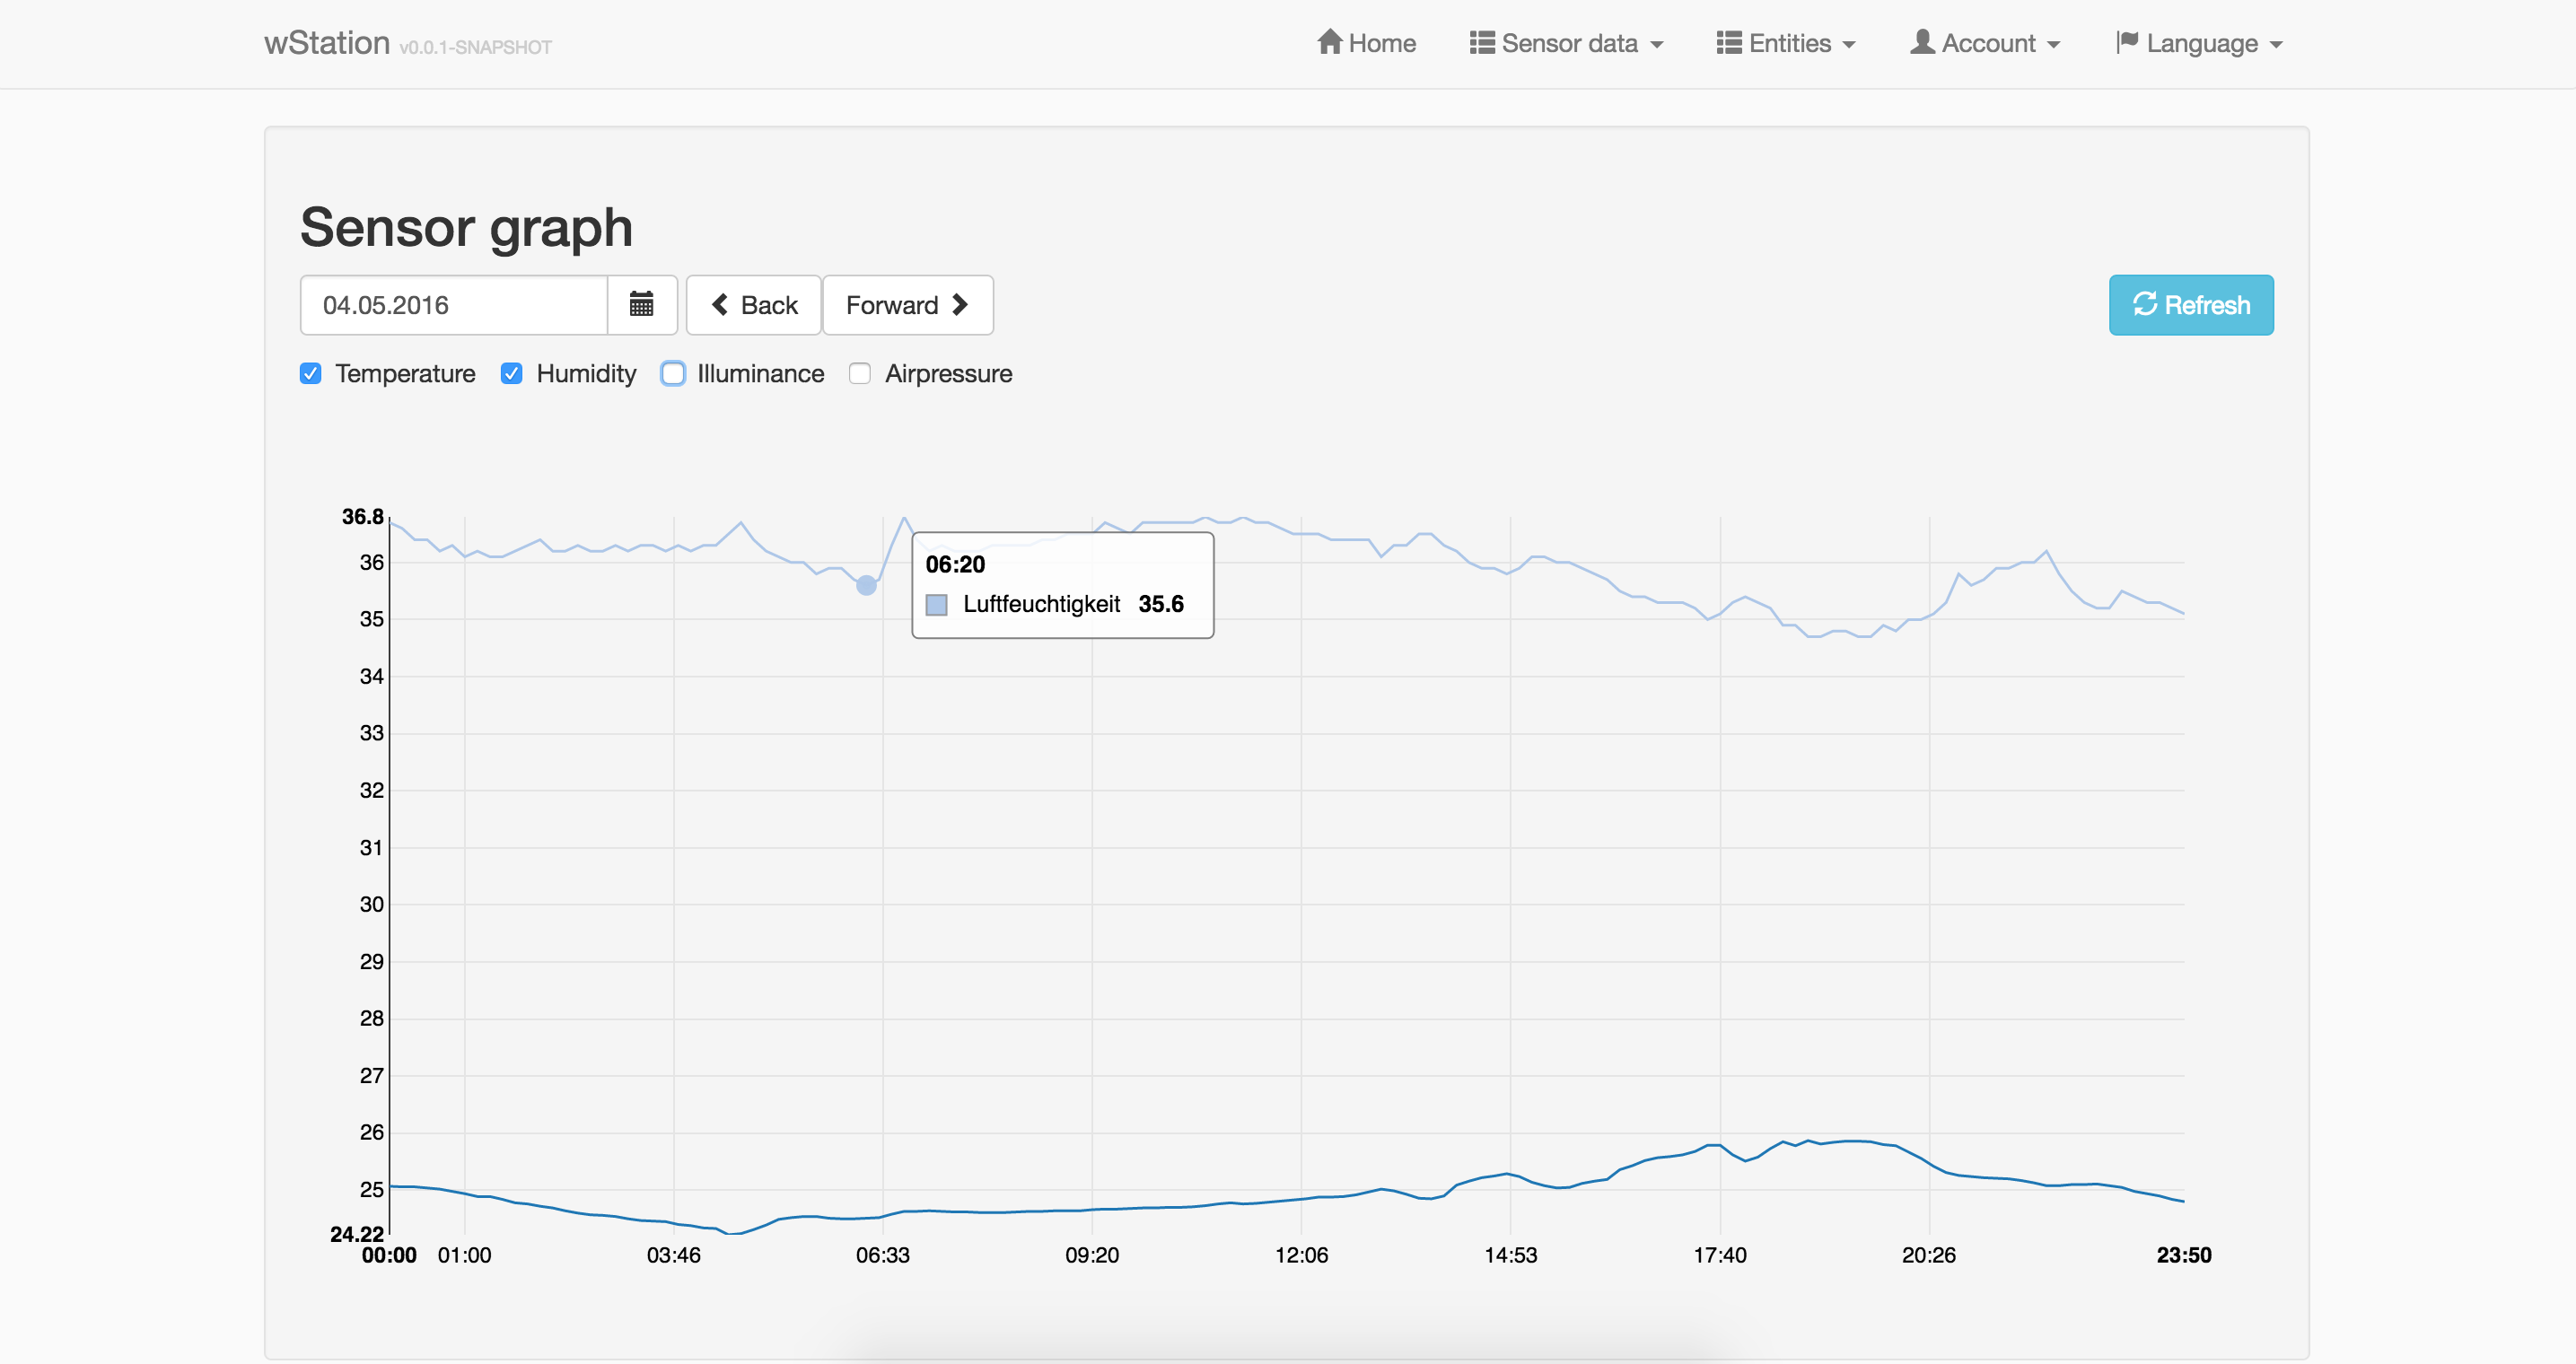 wStation v0.0.1-SNAPSHOT Home Sensor data Entities Account Language
Sensor graph
04.05.2016 Back Forward Refresh
Temperature Humidity Illuminance Airpressure
36.8
36
35
34
33
32
31
30
29
28
27
26
25
24.22
06:20
Luftfeuchtigkeit 35.6
00:00 01:00 03:46 06:33 09:20 12:06 14:53 17:40 20:26 23:50